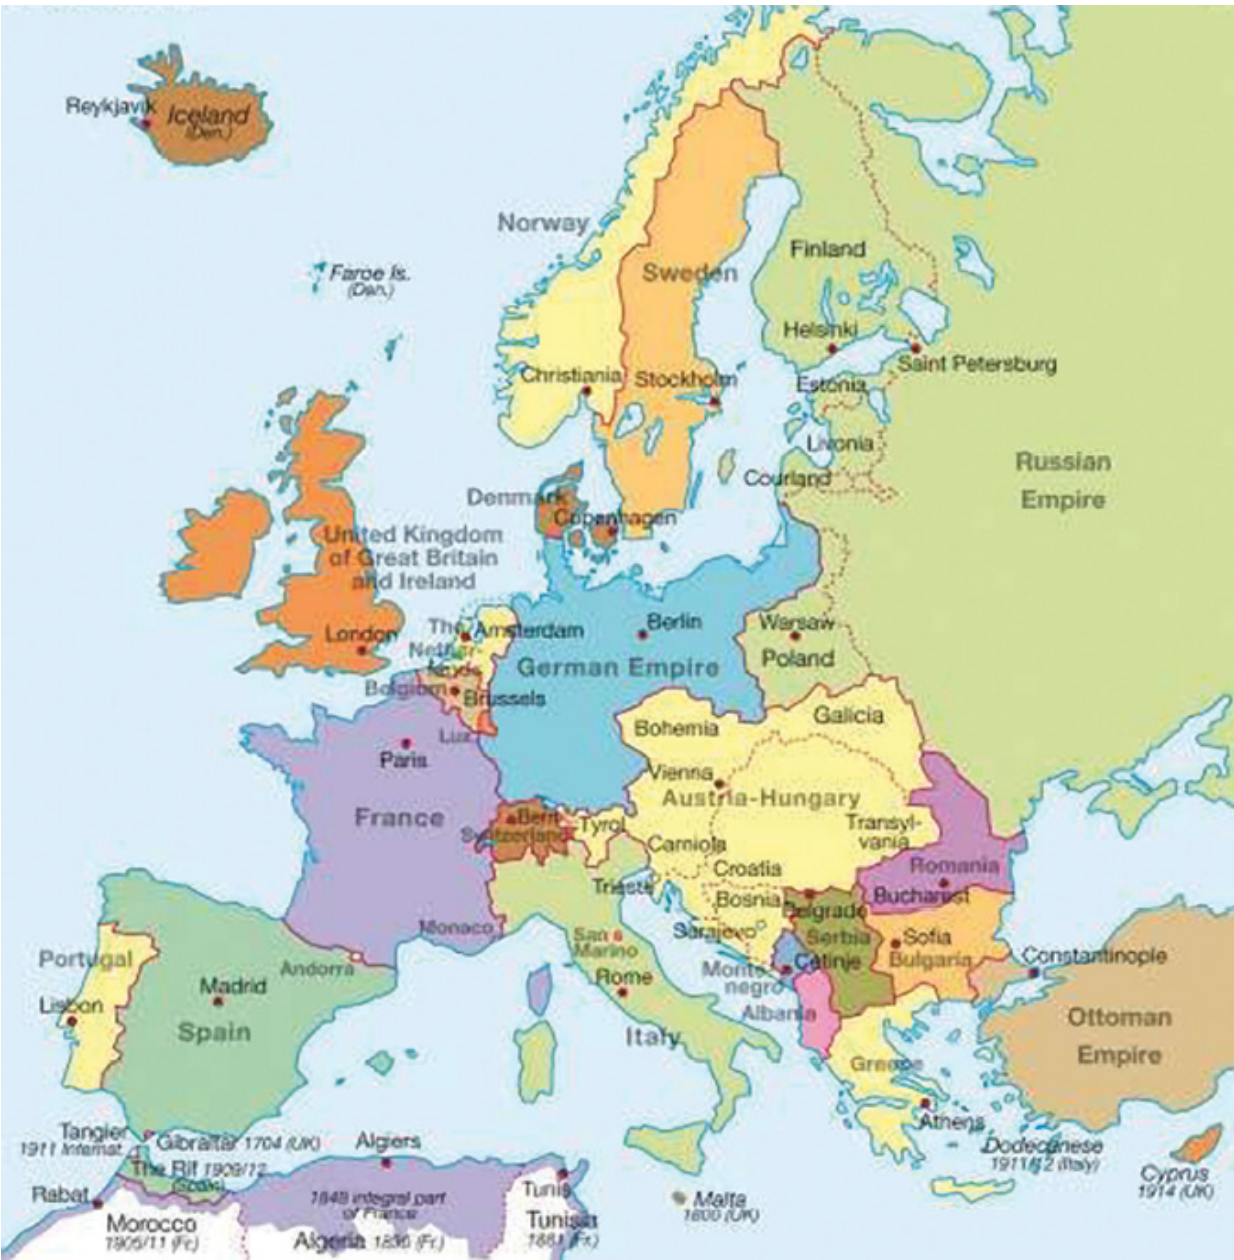 Reykjavik
Iceland
(Den.)
Norway
Faroe Is.
(Den.)
Sweden
Finland
Helsinki
Saint Petersburg
Christiania
Stockholm
Estonia
Livonia
Courland
Russian
Empire
Denmark
Copenhagen
United Kingdom
of Great Britain
and Ireland
London
The
Nether-
lands
Amsterdam
Berlin
German Empire
Warsaw
Poland
Belgium
Brussels
Lux.
Bohemia
Galicia
Paris
France
Vienna
Austria-Hungary
Bern
Switzerland
Tyrol
Carniola
Transyl-
vania
Croatia
Romania
Bucharest
Trieste
Bosnia
Belgrade
Sarajevo
Serbia
Sofia
Bulgaria
Monaco
San
Marino
Cetinje
Monte-
negro
Constantinople
Portugal
Andorra
Lisbon
Madrid
Spain
Rome
Italy
Albania
Ottoman
Empire
Greece
Athens
Tangier
1911 Internat.
Gibraltar 1704 (UK)
Algiers
The Rif 1909/12
(Spain)
Dodecanese
1911/12 (Italy)
Cyprus
1914 (UK)
Rabat
Morocco
1905/11 (Fr.)
1848 integral part
of France
Algeria 1830 (Fr.)
Tunis
Tunisia
1881 (Fr.)
Malta
1800 (UK)